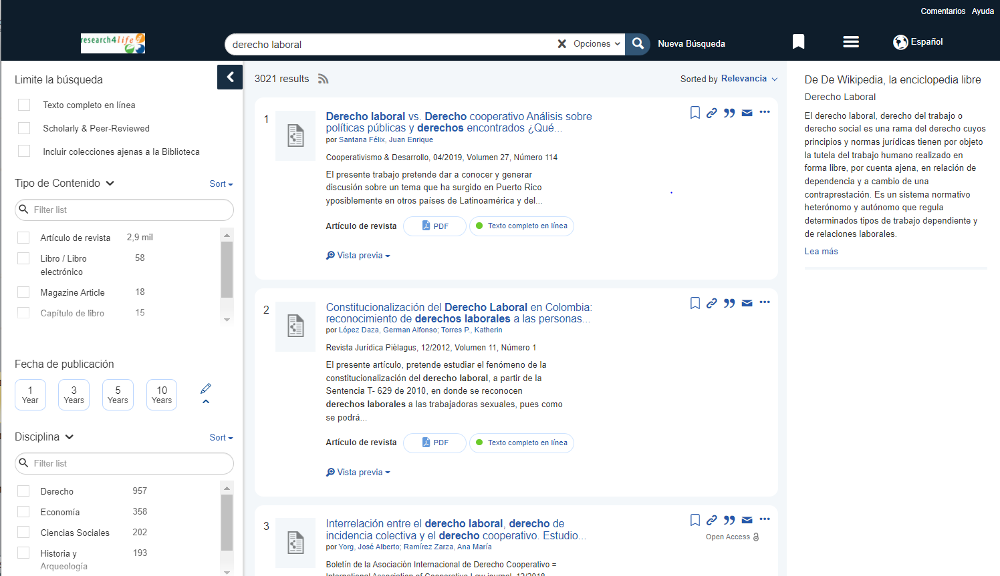 Comentarios Ayuda
research4life
derecho laboral
Opciones
Nueva Búsqueda
Español
Limite la búsqueda
Texto completo en línea
Scholarly & Peer-Reviewed
Incluir colecciones ajenas a la Biblioteca
Tipo de Contenido
Sort
Filter list
Artículo de revista 2,9 mil
Libro / Libro 58
electrónico
Magazine Article 18
Capítulo de libro 15
Fecha de publicación
1 3 5 10
Year Years Years Years
Disciplina
Sort
Filter list
Derecho 957
Economía 358
Ciencias Sociales 202
Historia y 193
Arqueología
3021 results
Sorted by Relevancia
1
Derecho laboral vs. Derecho cooperativo Análisis sobre
políticas públicas y derechos encontrados ¿Qué...
por Santana Félix, Juan Enrique
Cooperativismo & Desarrollo, 04/2019, Volumen 27, Número 114
El presente trabajo pretende dar a conocer y generar
discusión sobre un tema que ha surgido en Puerto Rico
yposiblemente en otros países de Latinoamérica y del...
Artículo de revista PDF Texto completo en línea
Vista previa
2
Constitucionalización del Derecho Laboral en Colombia:
reconocimiento de derechos laborales a las personas...
por López Daza, German Alfonso; Torres P., Katherin
Revista Jurídica Piélagus, 12/2012, Volumen 11, Número 1
El presente artículo, pretende estudiar el fenómeno de la
constitucionalización del derecho laboral, a partir de la
Sentencia T- 629 de 2010, en donde se reconocen
derechos laborales a las trabajadoras sexuales, pues como
se podrá...
Artículo de revista PDF Texto completo en línea
Vista previa
3
Interrelación entre el derecho laboral, derecho de
incidencia colectiva y el derecho cooperativo. Estudio...
por Yorg, José Alberto; Ramírez Zarza, Ana María
Open Access
Boletín de la Asociación Internacional de Derecho Cooperativo =
International Association of Cooperative Law journal, 12/2018
De De Wikipedia, la enciclopedia libre
Derecho Laboral
El derecho laboral, derecho del trabajo o
derecho social es una rama del derecho cuyos
principios y normas jurídicas tienen por objeto
la tutela del trabajo humano realizado en
forma libre, por cuenta ajena, en relación de
dependencia y a cambio de una
contraprestación. Es un sistema normativo
heterónomo y autónomo que regula
determinados tipos de trabajo dependiente y
de relaciones laborales.
Lea más